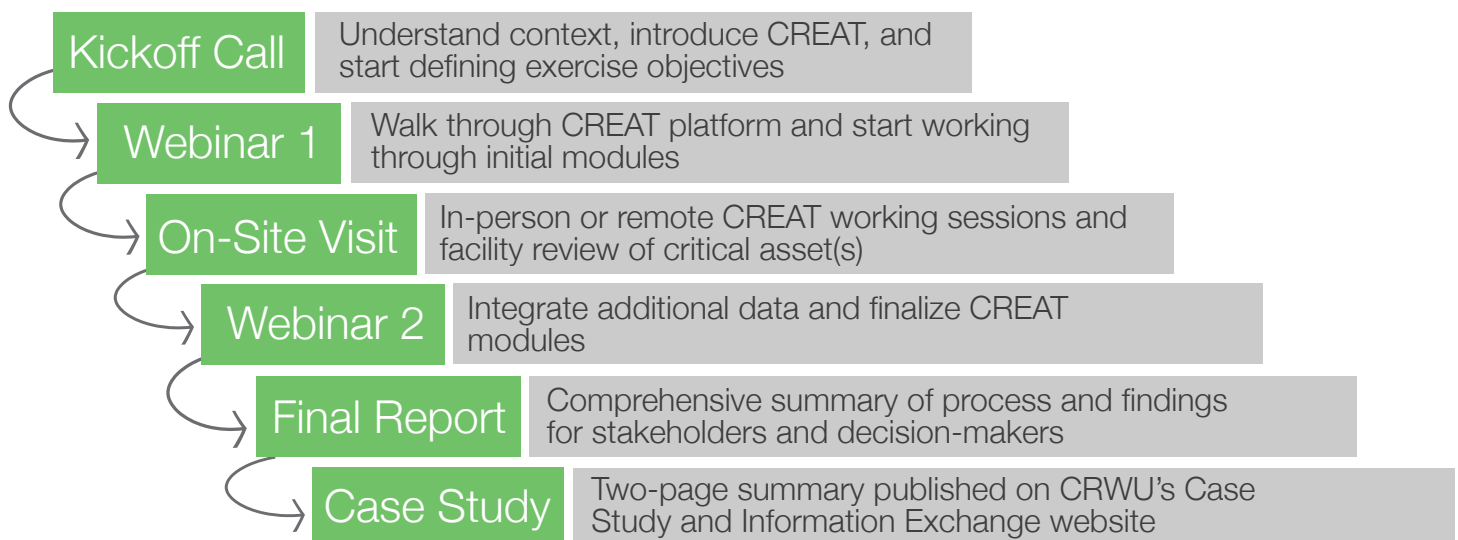 Kickoff Call
Understand context, introduce CREAT, and
start defining exercise objectives
Webinar 1
Walk through CREAT platform and start working
through initial modules
On-Site Visit
In-person or remote CREAT working sessions and
facility review of critical asset(s)
Webinar 2
Integrate additional data and finalize CREAT
modules
Final Report
Comprehensive summary of process and findings
for stakeholders and decision-makers
Case Study
Two-page summary published on CRWU’s Case
Study and Information Exchange website